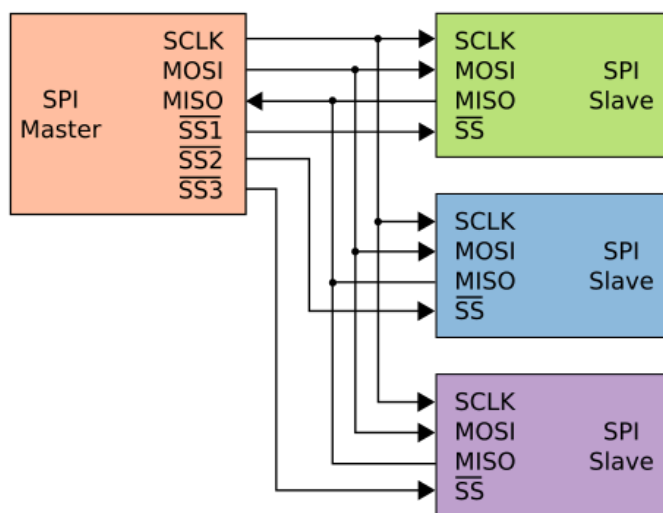 SPI
Master
SCLK
MOSI
MISO
SS1
SS2
SS3
SCLK
MOSI
MISO
SS
SPI
Slave
SCLK
MOSI
MISO
SS
SPI
Slave
SCLK
MOSI
MISO
SS
SPI
Slave